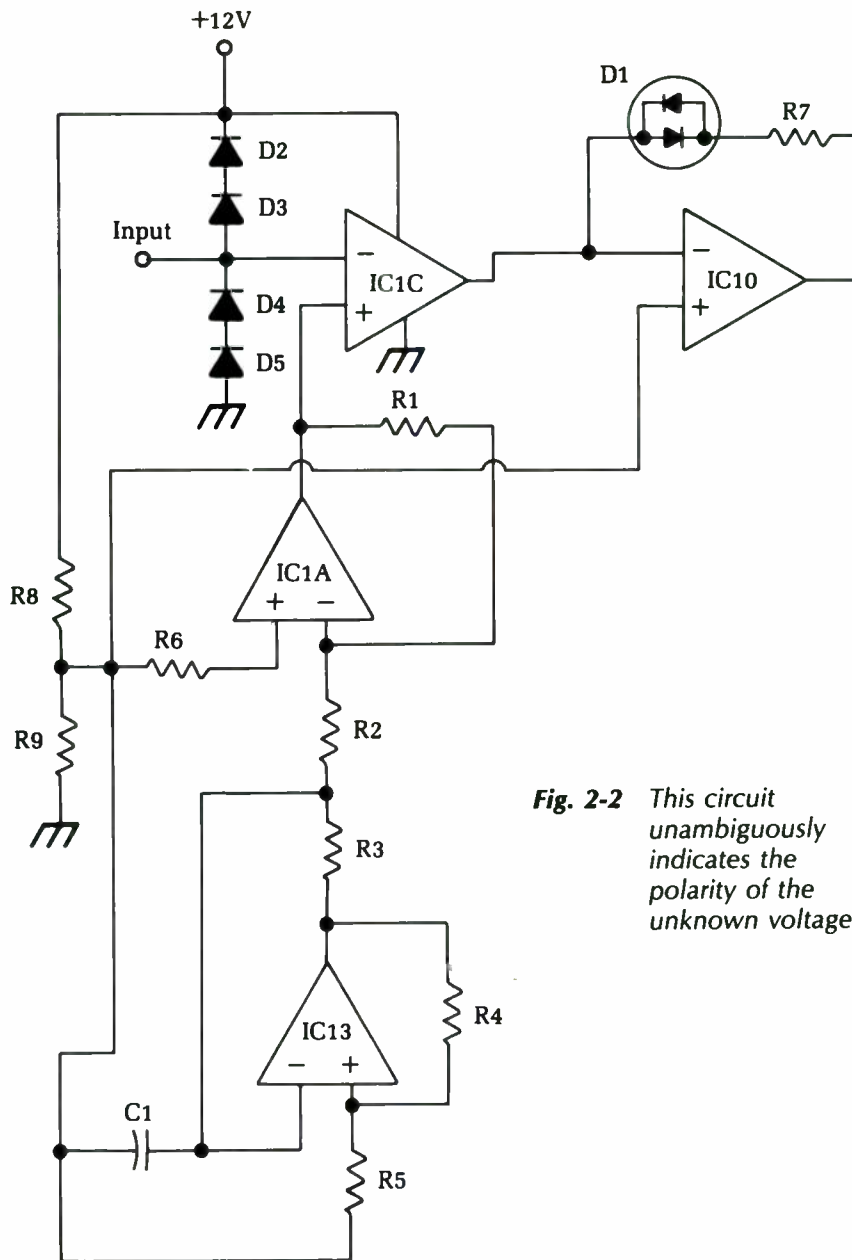 +12V
D1
R7
D2
D3
Input
−
IC1C
+
−
IC10
+
D4
D5
R1
R8
IC1A
+ −
R6
R9
R2
Fig. 2-2 This circuit
unambiguously
indicates the
polarity of the
unknown voltage
R3
R4
IC13
− +
C1
R5